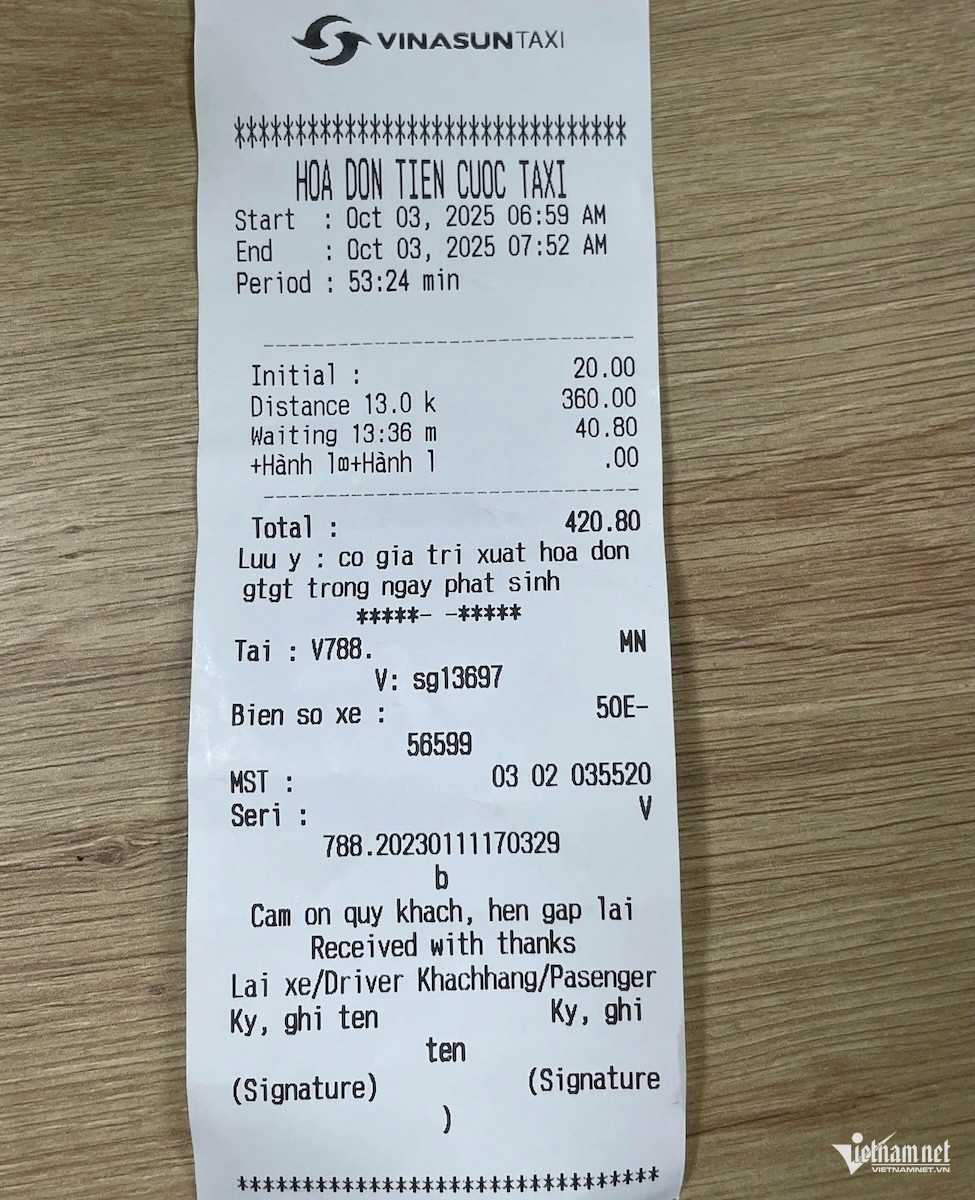 VINASUNTAXI
*********************************
HOA DON TIEN CUOC TAXI
Start : Oct 03, 2025 06:59 AM
End : Oct 03, 2025 07:52 AM
Period : 53:24 min
Initial : 20.00
Distance 13.0 k 360.00
Waiting 13:36 m 40.80
+Hành l¤+Hành l .00
Total : 420.80
Luu y : co gia tri xuat hoa don
gtgt trong ngay phat sinh
*****- -*****
Tai : V788. MN
V: sg13697
Bien so xe : 50E-
56599
MST : 03 02 035520
Seri : V
788.20230111170329
b
Cam on quy khach, hen gap lai
Received with thanks
Lai xe/Driver Khachhang/Pasenger
Ky, ghi ten Ky, ghi
ten
(Signature) (Signature
)
*********************************
Vietnamnet
VIETNAMNET.VN